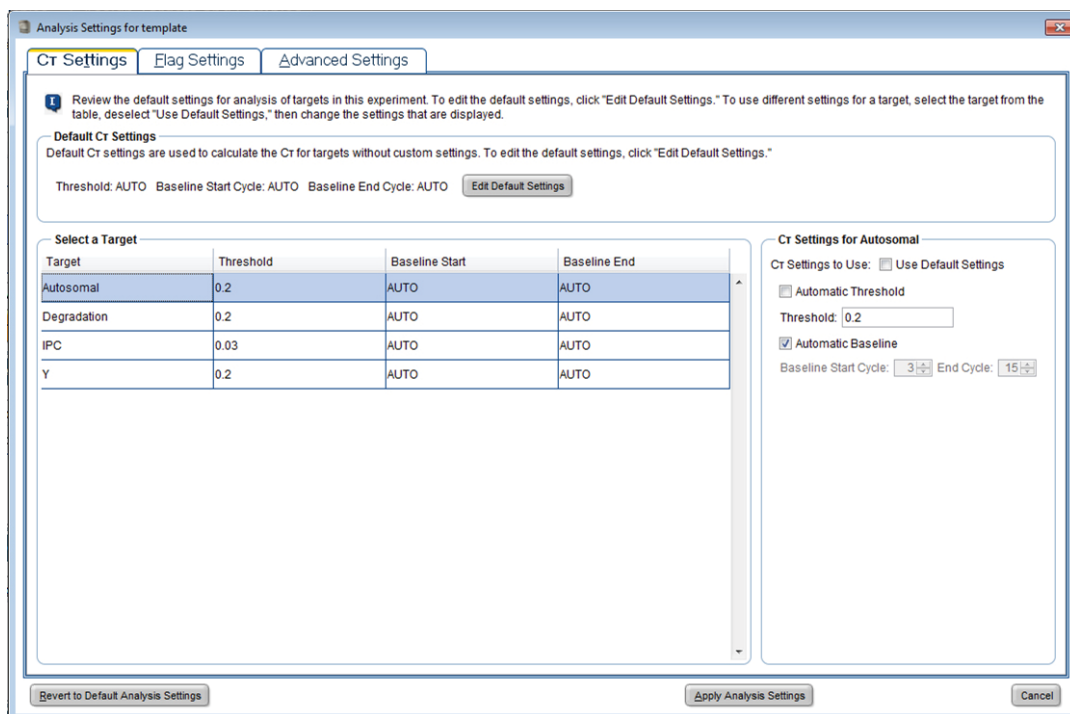 Analysis Settings for template
Cᴛ Settings Flag Settings Advanced Settings
Review the default settings for analysis of targets in this experiment. To edit the default settings, click "Edit Default Settings." To use different settings for a target, select the target from the
table, deselect "Use Default Settings," then change the settings that are displayed.
Default Cᴛ Settings
Default Cᴛ settings are used to calculate the Cᴛ for targets without custom settings. To edit the default settings, click "Edit Default Settings."
Threshold: AUTO Baseline Start Cycle: AUTO Baseline End Cycle: AUTO Edit Default Settings
Select a Target
Target Threshold Baseline Start Baseline End
Autosomal 0.2 AUTO AUTO
Degradation 0.2 AUTO AUTO
IPC 0.03 AUTO AUTO
Y 0.2 AUTO AUTO
Cᴛ Settings for Autosomal
Cᴛ Settings to Use: Use Default Settings
Automatic Threshold
Threshold: 0.2
Automatic Baseline
Baseline Start Cycle: 3 End Cycle: 15
Revert to Default Analysis Settings Apply Analysis Settings Cancel